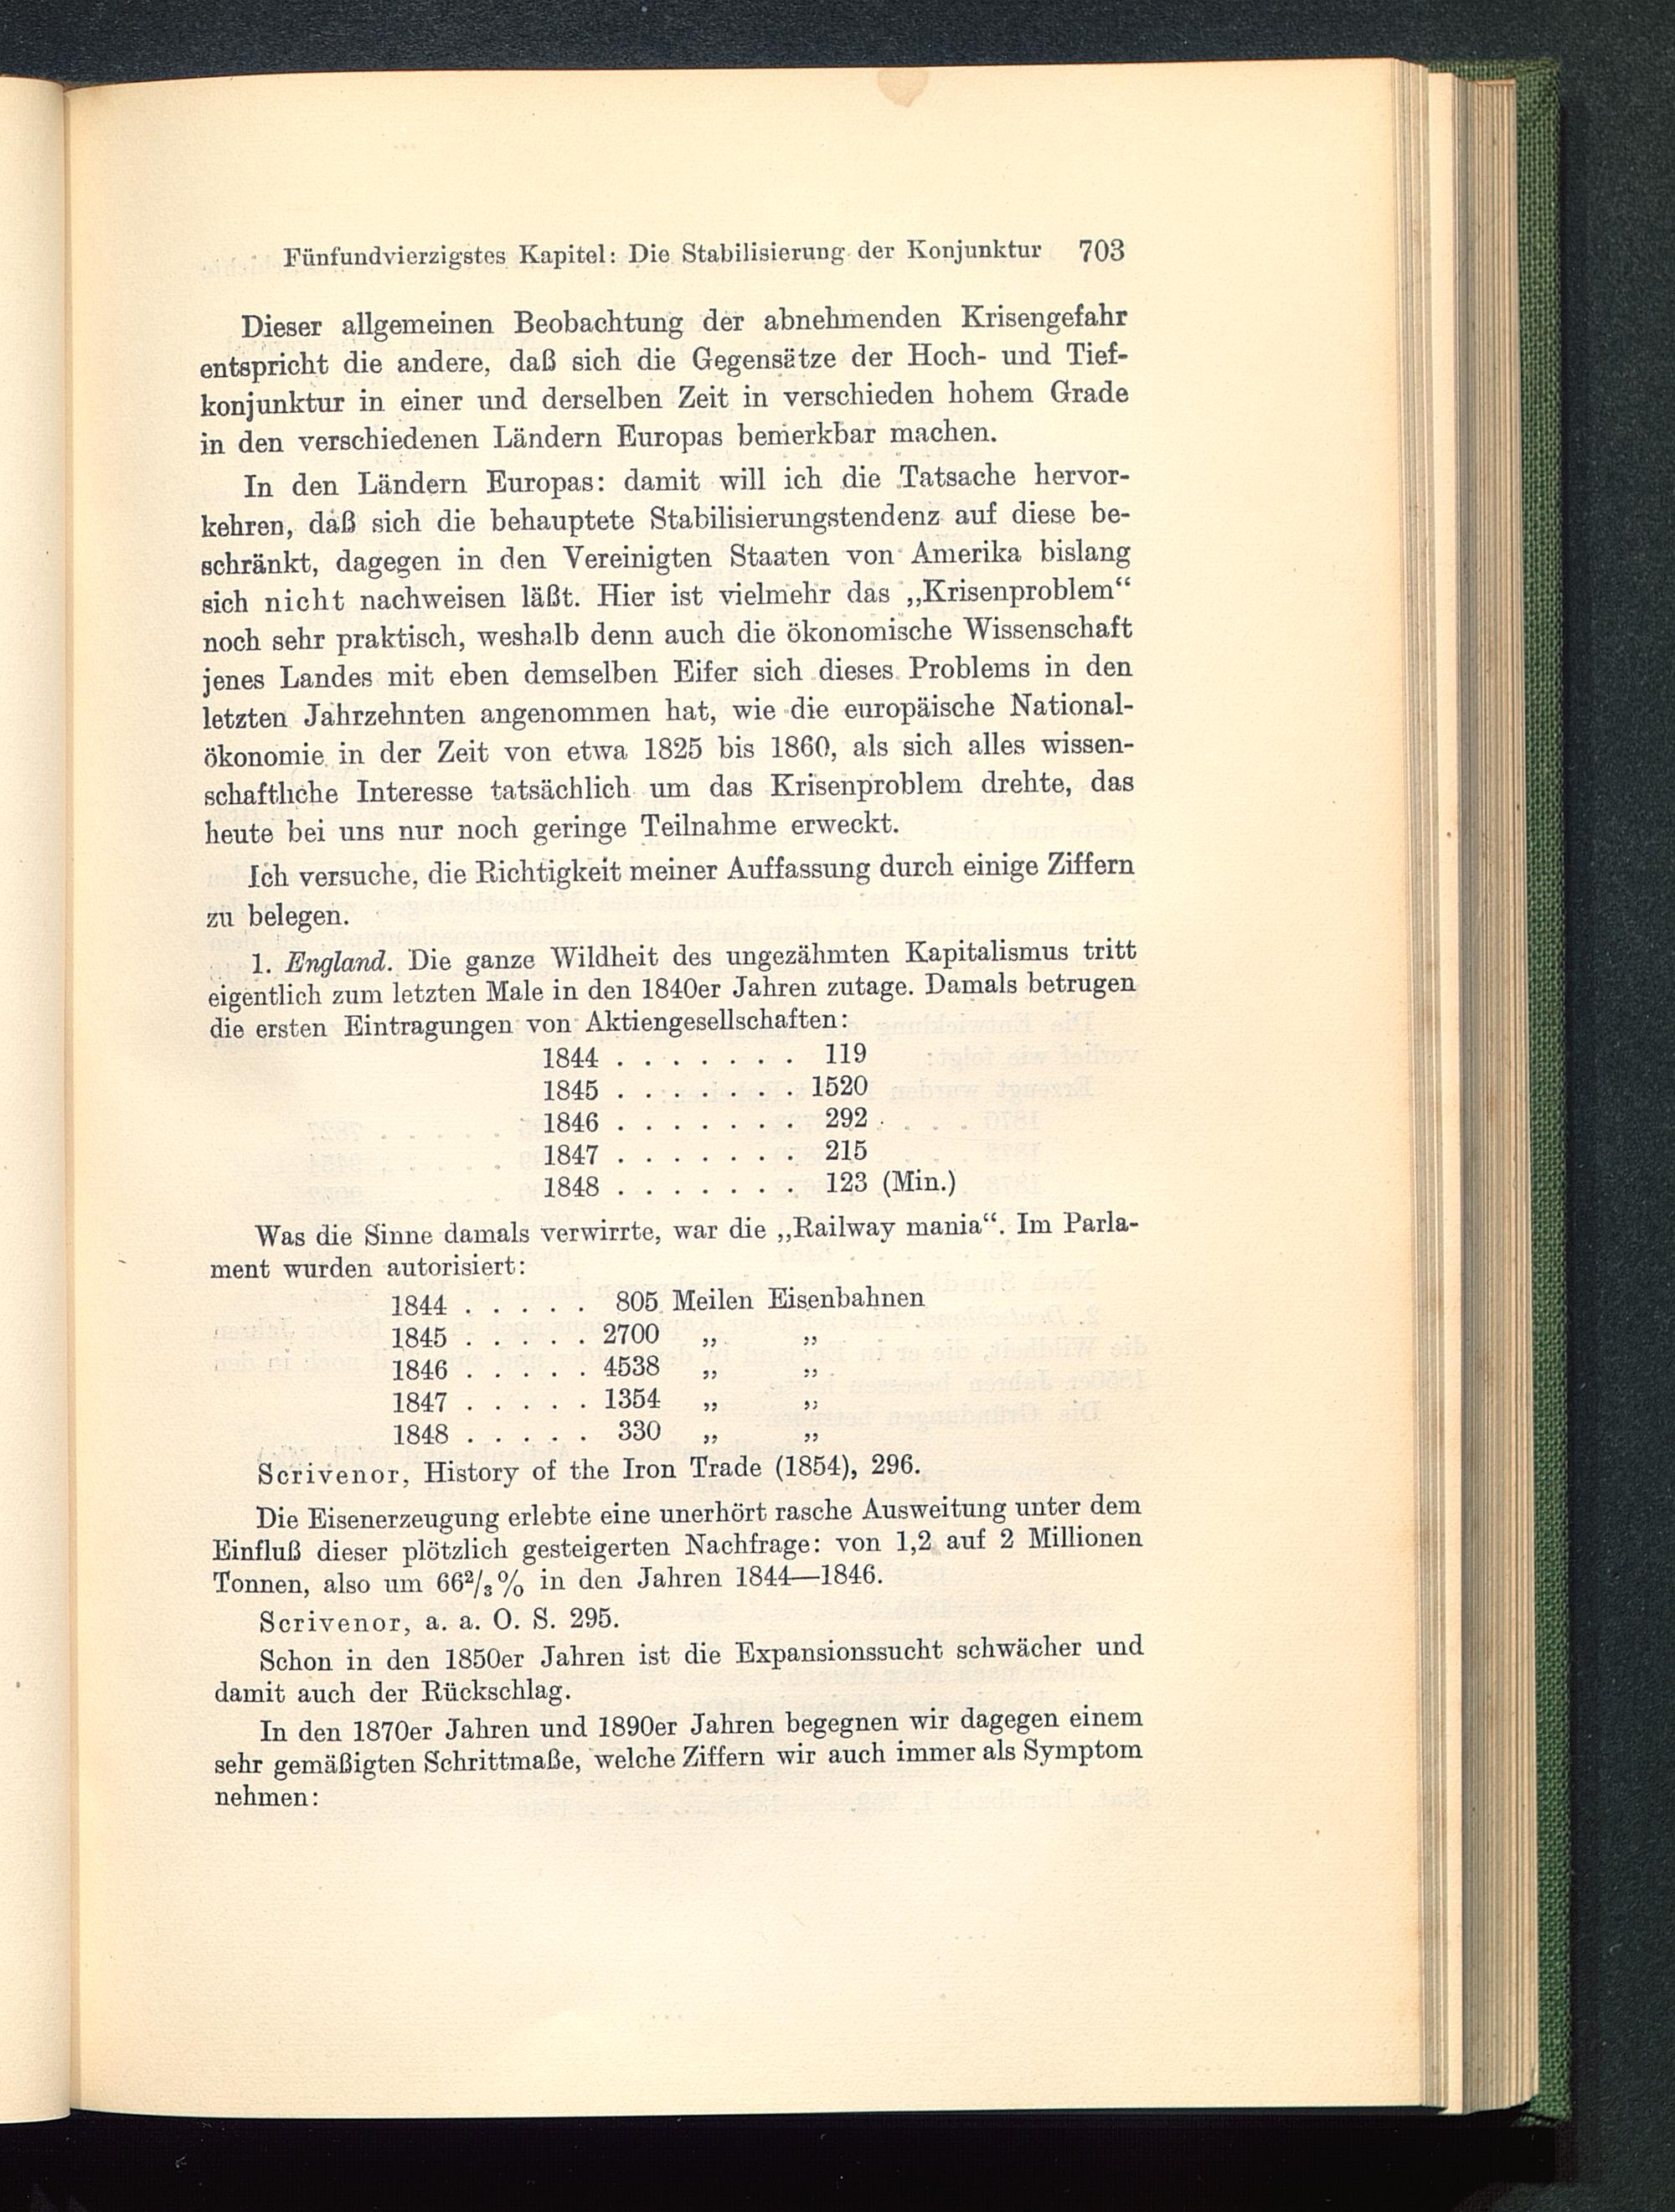 Fünfundvierzigstes Kapitel: Die Stabilisierung der Konjunktur 703
Dieser allgemeinen Beobachtung der abnehmenden Krisengefahr
entspricht die andere, daß sich die Gegensätze der Hoch- und Tief-
konjunktur in einer und derselben Zeit in verschieden hohem Grade
in den verschiedenen Ländern Europas bemerkbar machen.
In den Ländern Europas: damit will ich die Tatsache hervor-
kehren, daß sich die behauptete Stabilisierungstendenz auf diese be-
schränkt, dagegen in den Vereinigten Staaten von Amerika bislang
sich nicht nachweisen läßt. Hier ist vielmehr das „Krisenproblem“
noch sehr praktisch, weshalb denn auch die ökonomische Wissenschaft
jenes Landes mit eben demselben Eifer sich dieses Problems in den
letzten Jahrzehnten angenommen hat, wie die europäische National-
ökonomie in der Zeit von etwa 1825 bis 1860, als sich alles wissen-
schaftliche Interesse tatsächlich um das Krisenproblem drehte, das
heute bei uns nur noch geringe Teilnahme erweckt.
Ich versuche, die Richtigkeit meiner Auffassung durch einige Ziffern
zu belegen.
1. England. Die ganze Wildheit des ungezähmten Kapitalismus tritt
eigentlich zum letzten Male in den 1840er Jahren zutage. Damals betrugen
die ersten Eintragungen von Aktiengesellschaften:
1844 . . . . . . . 119
1845 . . . . . . . 1520
1846 . . . . . . . 292
1847 . . . . . . . 215
1848 . . . . . . . 123 (Min.)
Was die Sinne damals verwirrte, war die „Railway mania“. Im Parla-
ment wurden autorisiert:
1844 . . . . . 805 Meilen Eisenbahnen
1845 . . . . . 2700 „ „
1846 . . . . . 4538 „ „
1847 . . . . . 1354 „ „
1848 . . . . . 330 „ „
Scrivenor, History of the Iron Trade (1854), 296.
Die Eisenerzeugung erlebte eine unerhört rasche Ausweitung unter dem
Einfluß dieser plötzlich gesteigerten Nachfrage: von 1,2 auf 2 Millionen
Tonnen, also um 66²/₃% in den Jahren 1844—1846.
Scrivenor, a. a. O. S. 295.
Schon in den 1850er Jahren ist die Expansionssucht schwächer und
damit auch der Rückschlag.
In den 1870er Jahren und 1890er Jahren begegnen wir dagegen einem
sehr gemäßigten Schrittmaße, welche Ziffern wir auch immer als Symptom
nehmen: